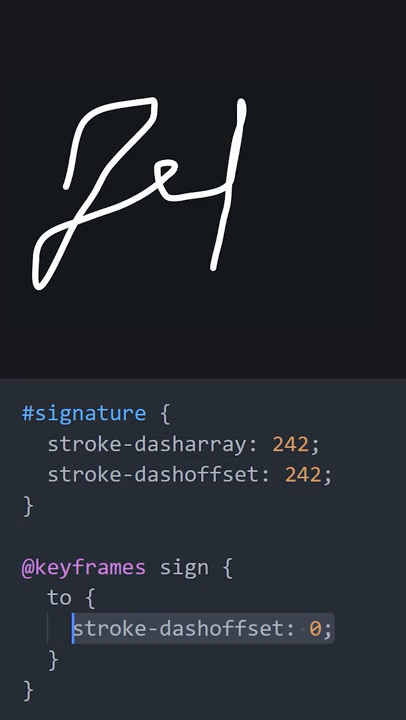 #signature {
stroke-dasharray: 242;
stroke-dashoffset: 242;
}
@keyframes sign {
to {
stroke-dashoffset: 0;
}
}